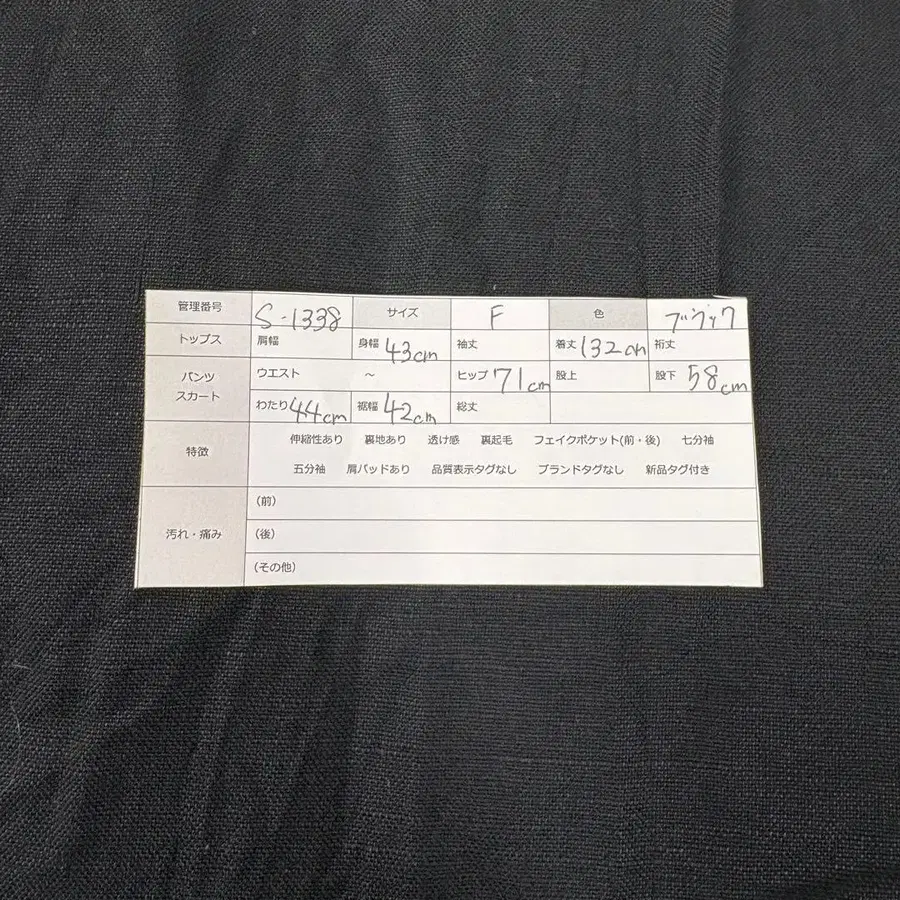 管理番号 S-1338 サイズ F 色 ブラック
トップス 肩幅 身幅 43cm 袖丈 着丈 132cm 裄丈
パンツ スカート ウエスト ～ ヒップ 71cm 股上 股下 58cm
わたり 44cm 裾幅 42cm 総丈
特徴 伸縮性あり 裏地あり 透け感 裏起毛 フェイクポケット(前・後) 七分袖
五分袖 肩パッドあり 品質表示タグなし ブランドタグなし 新品タグ付き
汚れ・痛み (前)
(後)
(その他)